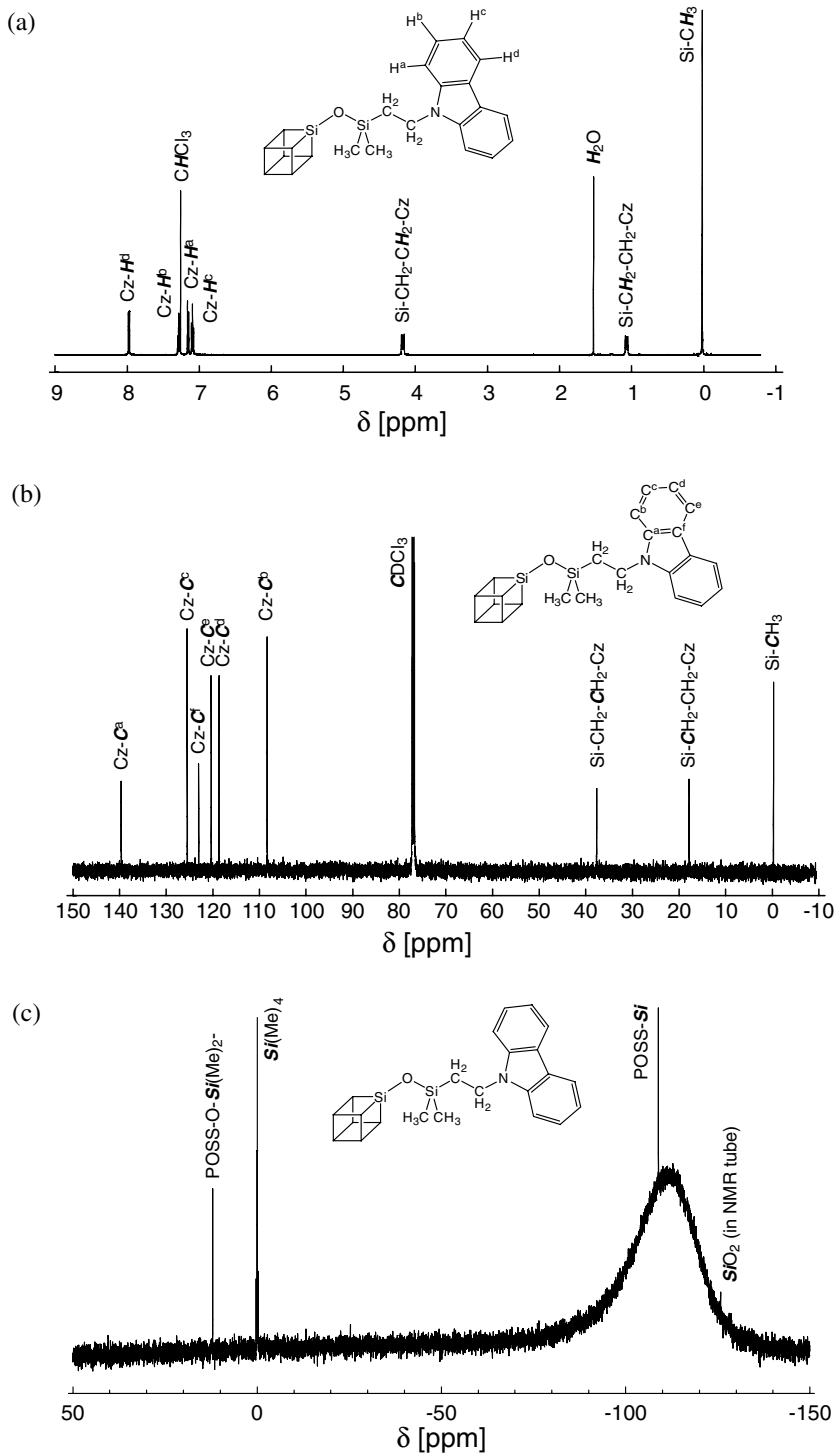 (a)
Hᵇ
Hᶜ
Hᵃ
Hᵈ
H₂
C
N
C
H₂
Si
O
Si
H₃C
CH₃
Cz-Hᵈ
Cz-Hᵇ
CHCl₃
Cz-Hᵃ
Cz-Hᶜ
Si-CH₂-CH₂-Cz
H₂O
Si-CH₂-CH₂-Cz
Si-CH₃
9 8 7 6 5 4 3 2 1 0 -1
δ [ppm]
(b)
Cᶜ
Cᵈ
Cᵇ
Cᵉ
Cᵃ
Cᶠ
H₂
C
N
C
H₂
Si
O
Si
CH₃CH₃
Cz-Cᵃ
Cz-Cᶜ
Cz-Cᶠ
Cz-Cᵉ
Cz-Cᵈ
Cz-Cᵇ
CDCl₃
Si-CH₂-CH₂-Cz
Si-CH₂-CH₂-Cz
Si-CH₃
150 140 130 120 110 100 90 80 70 60 50 40 30 20 10 0 -10
δ [ppm]
(c)
H₂
C
N
C
H₂
Si
O
Si
H₃C
CH₃
POSS-O-Si(Me)₂-
Si(Me)₄
POSS-Si
SiO₂ (in NMR tube)
50 0 -50 -100 -150
δ [ppm]